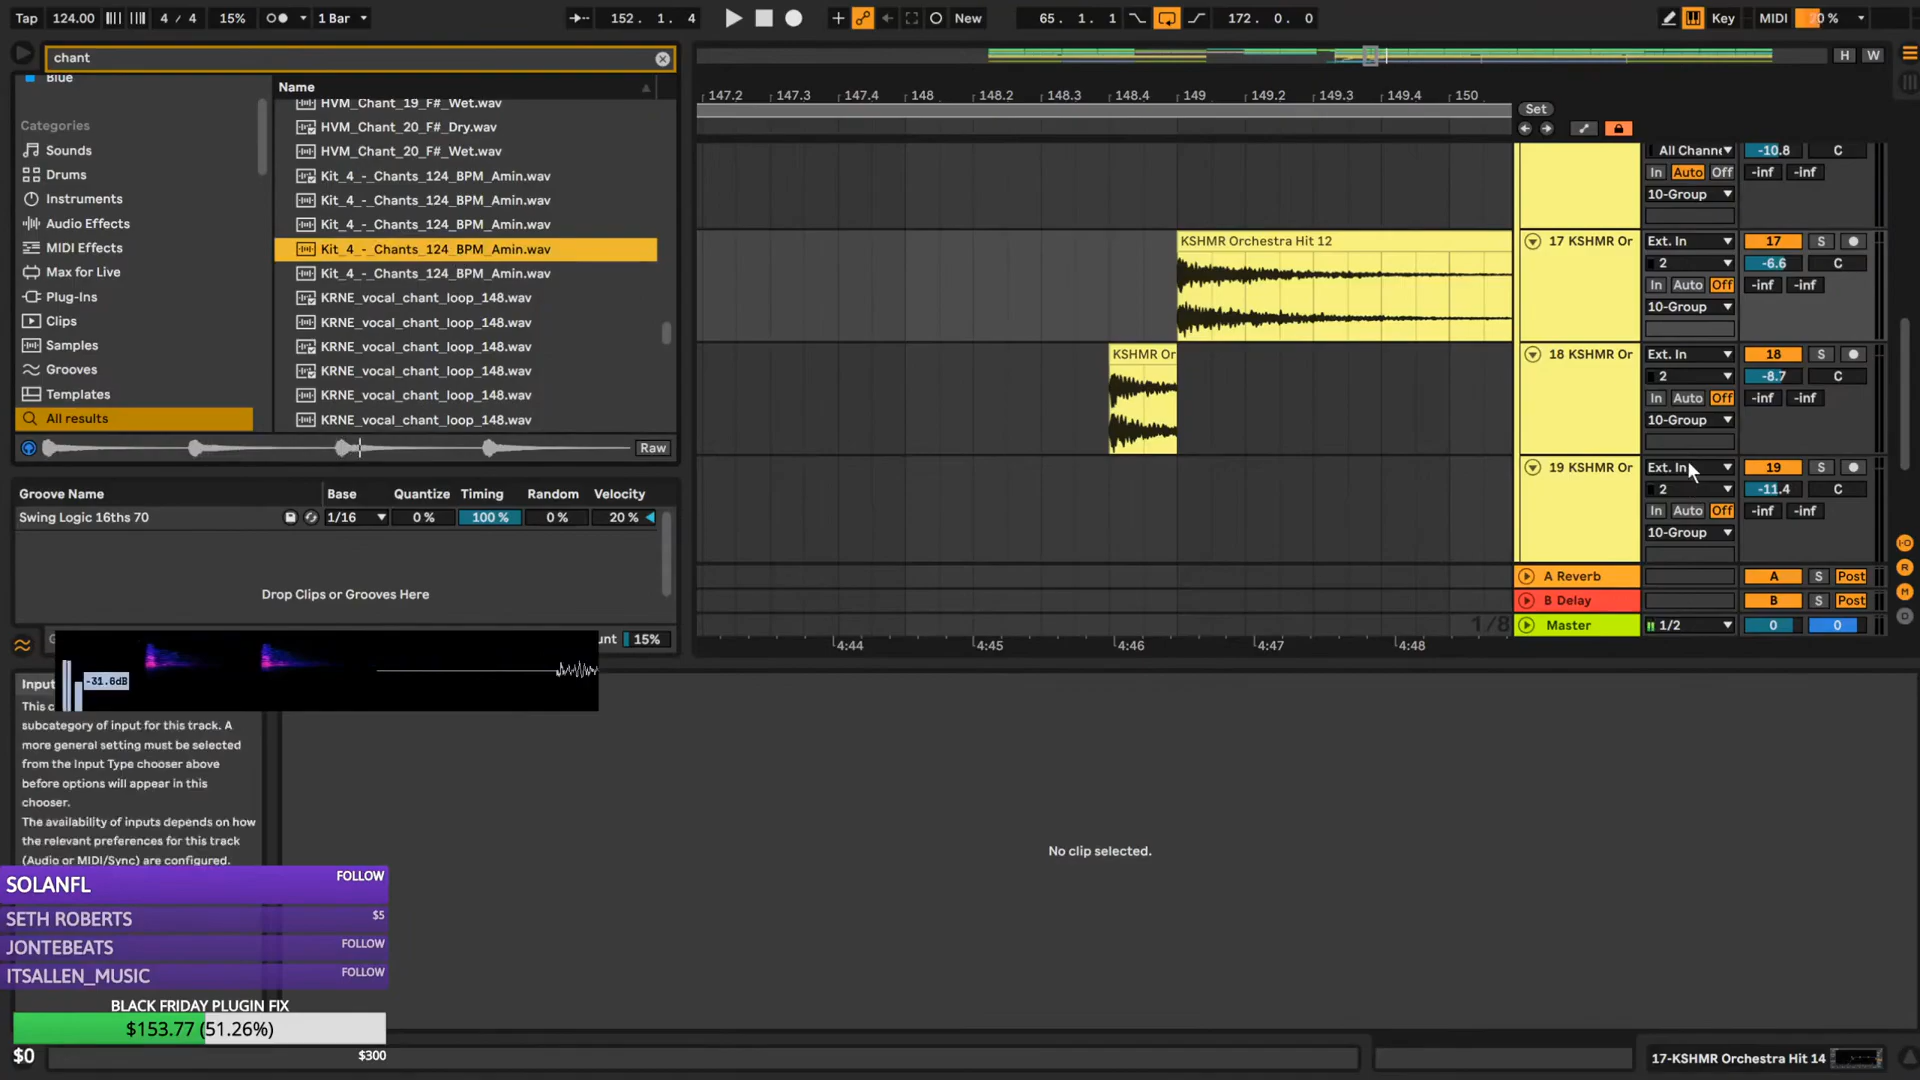 Tap 124.00 4 / 4 15% 1 Bar 152. 1. 4 New 65. 1. 1 172. 0. 0 Key MIDI 20 %
chant
H W
Blue
Categories
Sounds
Drums
Instruments
Audio Effects
MIDI Effects
Max for Live
Plug-Ins
Clips
Samples
Grooves
Templates
All results
Name
HVM_Chant_19_F#_Wet.wav
HVM_Chant_20_F#_Dry.wav
HVM_Chant_20_F#_Wet.wav
Kit_4_-_Chants_124_BPM_Amin.wav
Kit_4_-_Chants_124_BPM_Amin.wav
Kit_4_-_Chants_124_BPM_Amin.wav
Kit_4_-_Chants_124_BPM_Amin.wav
Kit_4_-_Chants_124_BPM_Amin.wav
KRNE_vocal_chant_loop_148.wav
KRNE_vocal_chant_loop_148.wav
KRNE_vocal_chant_loop_148.wav
KRNE_vocal_chant_loop_148.wav
KRNE_vocal_chant_loop_148.wav
KRNE_vocal_chant_loop_148.wav
Raw
147.2 147.3 147.4 148 148.2 148.3 148.4 149 149.2 149.3 149.4 150
Set
All Channe -10.8 C
In Auto Off -inf -inf
10-Group
KSHMR Orchestra Hit 12
17 KSHMR Or Ext. In 17 S
2 -6.6 C
In Auto Off -inf -inf
10-Group
KSHMR Or
18 KSHMR Or Ext. In 18 S
2 -8.7 C
In Auto Off -inf -inf
10-Group
19 KSHMR Or Ext. In 19 S
2 -11.4 C
In Auto Off -inf -inf
10-Group
A Reverb A S Post
B Delay B S Post
1/8 Master 1/2 0 0
4:44 4:45 4:46 4:47 4:48
Groove Name Base Quantize Timing Random Velocity
Swing Logic 16ths 70 1/16 0 % 100 % 0 % 20 %
Drop Clips or Grooves Here
unt 15%
-31.6dB
Input
This c
subcategory of input for this track. A
more general setting must be selected
from the Input Type chooser above
before options will appear in this
chooser.
The availability of inputs depends on how
the relevant preferences for this track
(Audio or MIDI/Sync) are configured.
No clip selected.
SOLANFL FOLLOW
SETH ROBERTS $5
JONTEBEATS FOLLOW
ITSALLEN_MUSIC FOLLOW
BLACK FRIDAY PLUGIN FIX
$153.77 (51.26%)
$0 $300
17-KSHMR Orchestra Hit 14